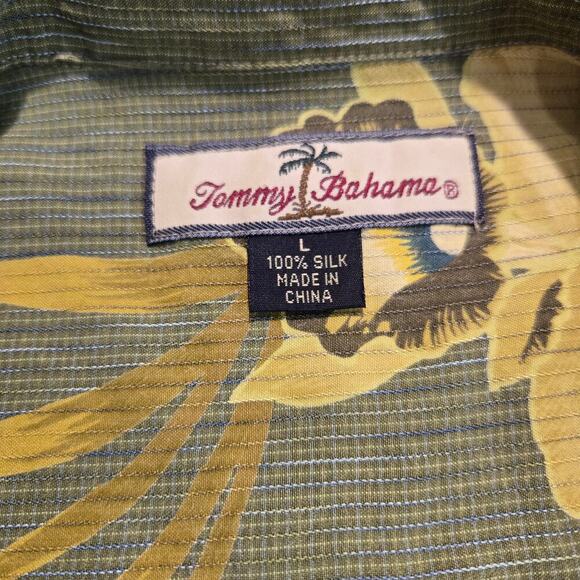 Tommy Bahama®
L
100% SILK
MADE IN
CHINA